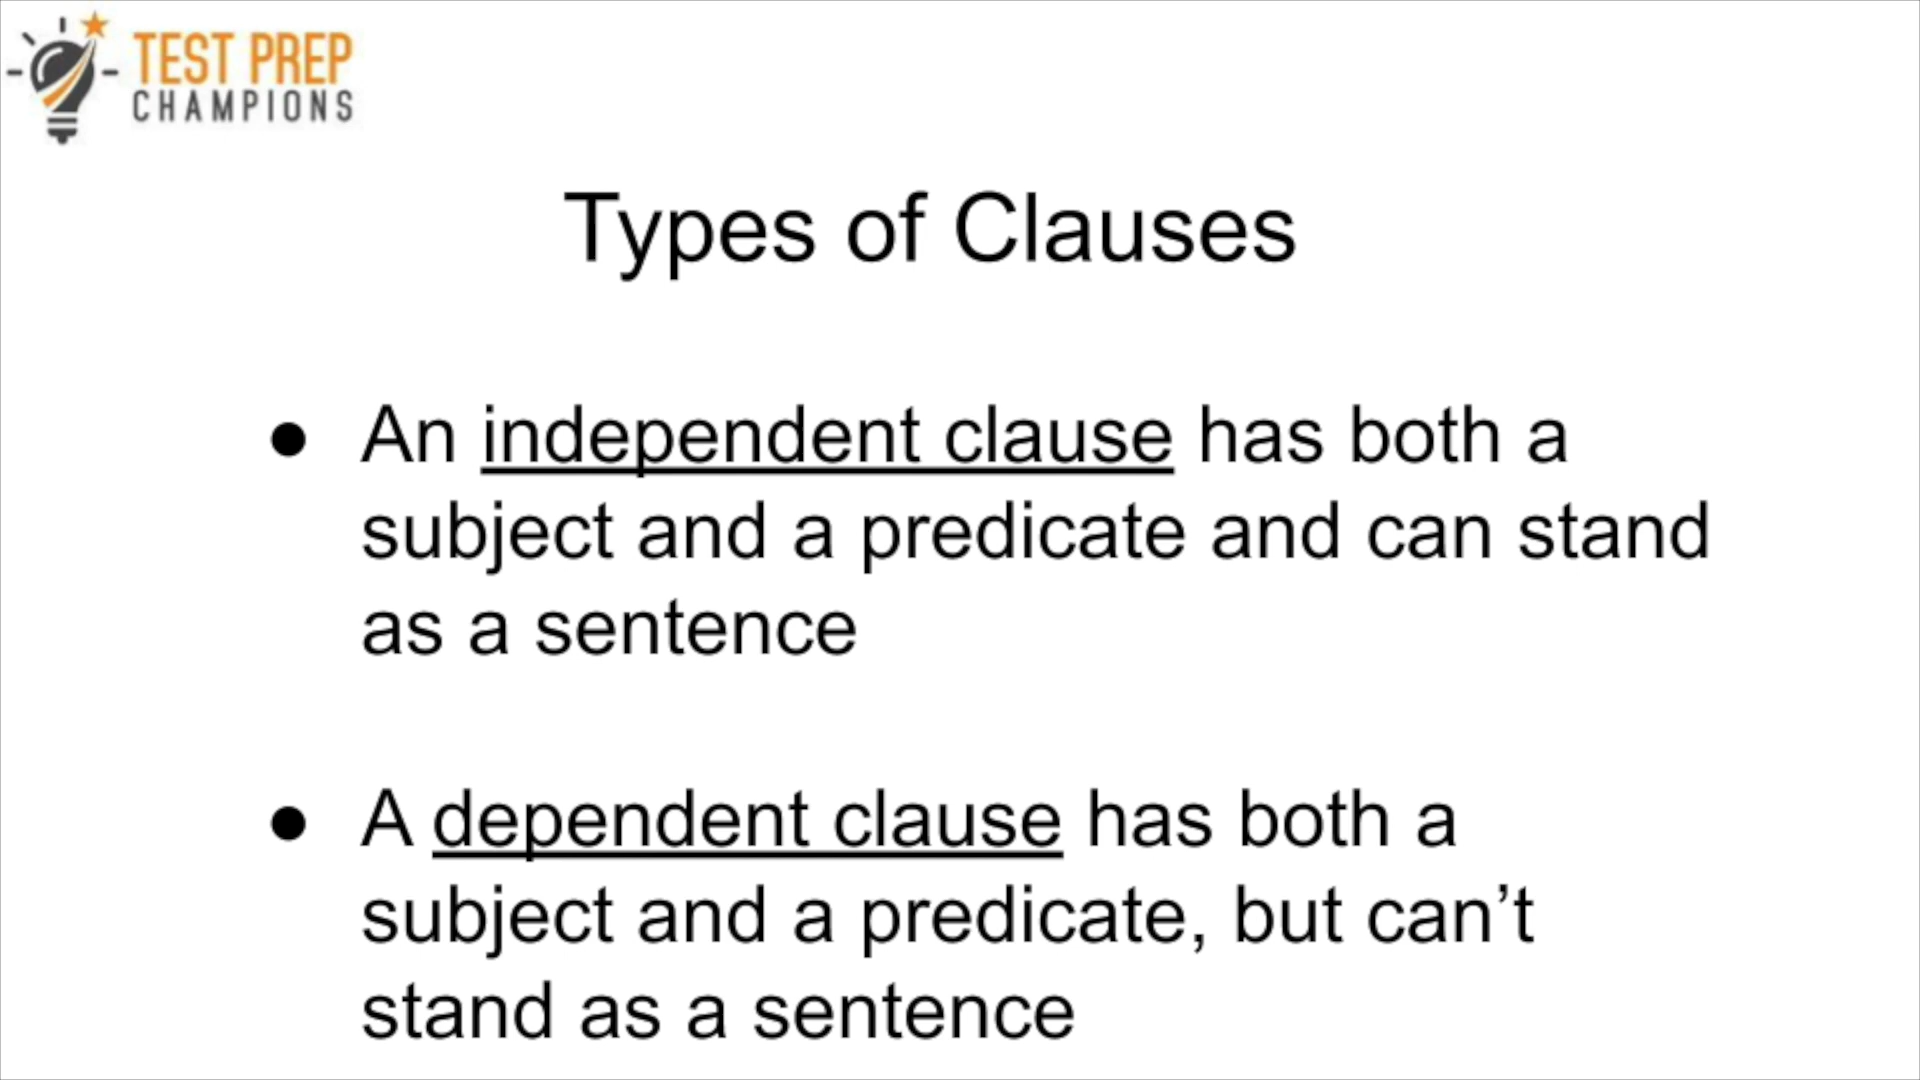 TEST PREP
CHAMPIONS
Types of Clauses
● An independent clause has both a
subject and a predicate and can stand
as a sentence
● A dependent clause has both a
subject and a predicate, but can’t
stand as a sentence